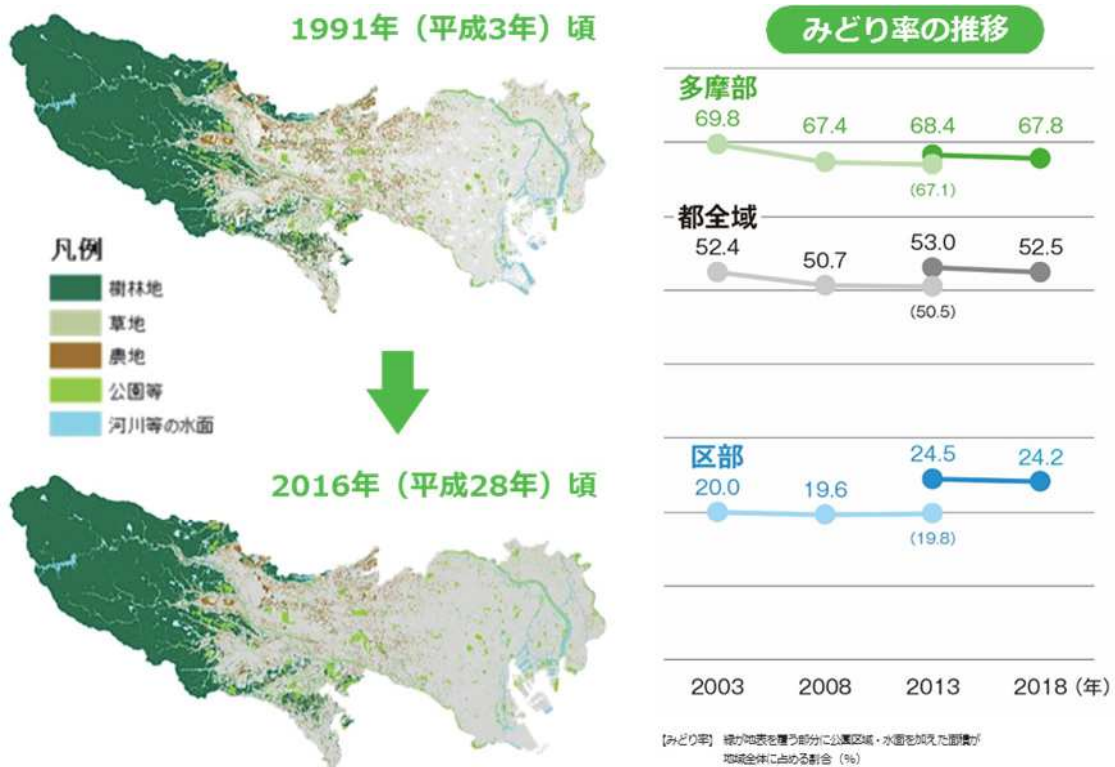 1991年（平成3年）頃
凡例
樹林地
草地
農地
公園等
河川等の水面
2016年（平成28年）頃
みどり率の推移
多摩部
69.8 67.4 68.4 67.8
(67.1)
都全域
52.4 50.7 53.0 52.5
(50.5)
区部
24.5 24.2
20.0 19.6
(19.8)
2003 2008 2013 2018（年）
【みどり率】 緑が地表を覆う部分に公園区域・水面を加えた面積が
地域全体に占める割合（%）